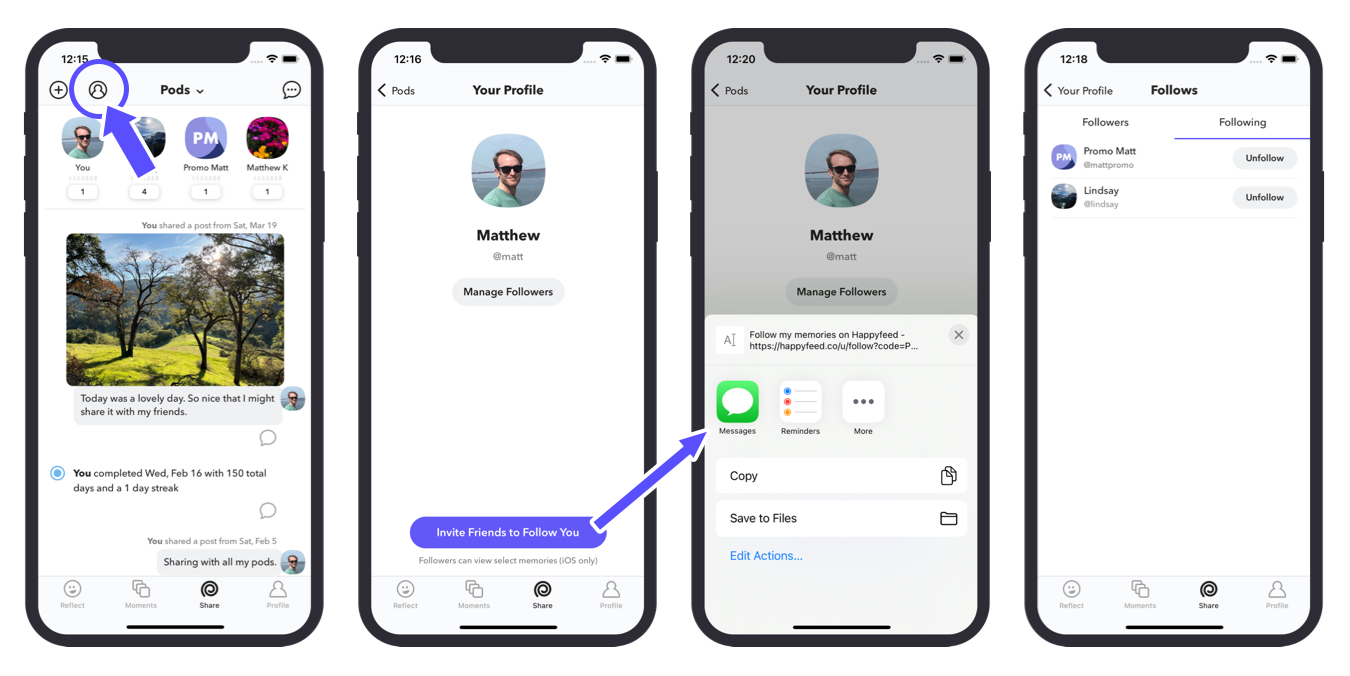 12:15
Pods
PM
You
Promo Matt
Matthew K
1
4
1
1
You shared a post from Sat, Mar 19
Today was a lovely day. So nice that I might
share it with my friends.
You completed Wed, Feb 16 with 150 total
days and a 1 day streak
You shared a post from Sat, Feb 5
Sharing with all my pods.
Reflect
Moments
Share
Profile
12:16
Pods
Your Profile
Matthew
@matt
Manage Followers
Invite Friends to Follow You
Followers can view select memories (iOS only)
Reflect
Moments
Share
Profile
12:20
Pods
Your Profile
Matthew
@matt
Manage Followers
A
Follow my memories on Happyfeed -
https://happyfeed.co/u/follow?code=P...
Messages
Reminders
More
Copy
Save to Files
Edit Actions...
12:18
Your Profile
Follows
Followers
Following
PM
Promo Matt
@mattpromo
Unfollow
Lindsay
@lindsay
Unfollow
Reflect
Moments
Share
Profile